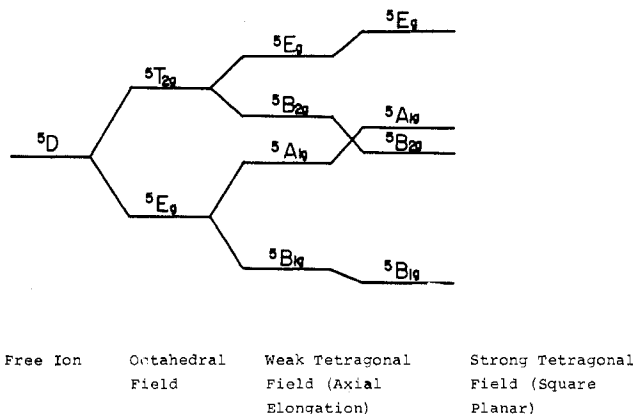 ⁵Eg
⁵Eg
⁵T₂g
⁵B₂g
⁵A₁g
⁵D
⁵A₁g
⁵B₂g
⁵Eg
⁵B₁g
⁵B₁g
Free Ion
Octahedral
Field
Weak Tetragonal
Field (Axial
Elongation)
Strong Tetragonal
Field (Square
Planar)